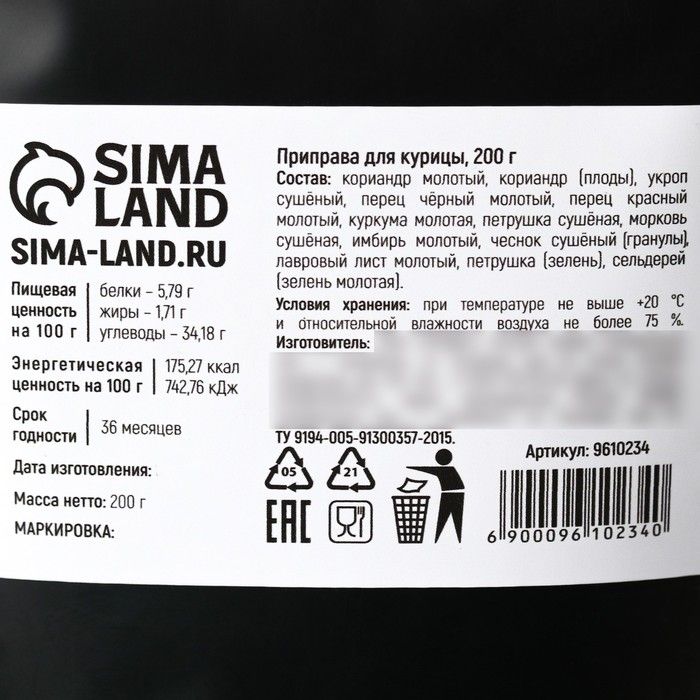 SIMA
LAND
SIMA-LAND.RU
Пищевая
ценность
на 100 г
белки – 5,79 г
жиры – 1,71 г
углеводы – 34,18 г
Энергетическая
ценность на 100 г
175,27 ккал
742,76 кДж
Срок
годности
36 месяцев
Дата изготовления:
Масса нетто: 200 г
МАРКИРОВКА:
Приправа для курицы, 200 г
Состав: кориандр молотый, кориандр (плоды), укроп
сушёный, перец чёрный молотый, перец красный
молотый, куркума молотая, петрушка сушёная, морковь
сушёная, имбирь молотый, чеснок сушёный (гранулы),
лавровый лист молотый, петрушка (зелень), сельдерей
(зелень молотая).
Условия хранения: при температуре не выше +20 °С
и относительной влажности воздуха не более 75 %.
Изготовитель:
ТУ 9194-005-91300357-2015.
05
21
EAC
Артикул: 9610234
6 900096 102340